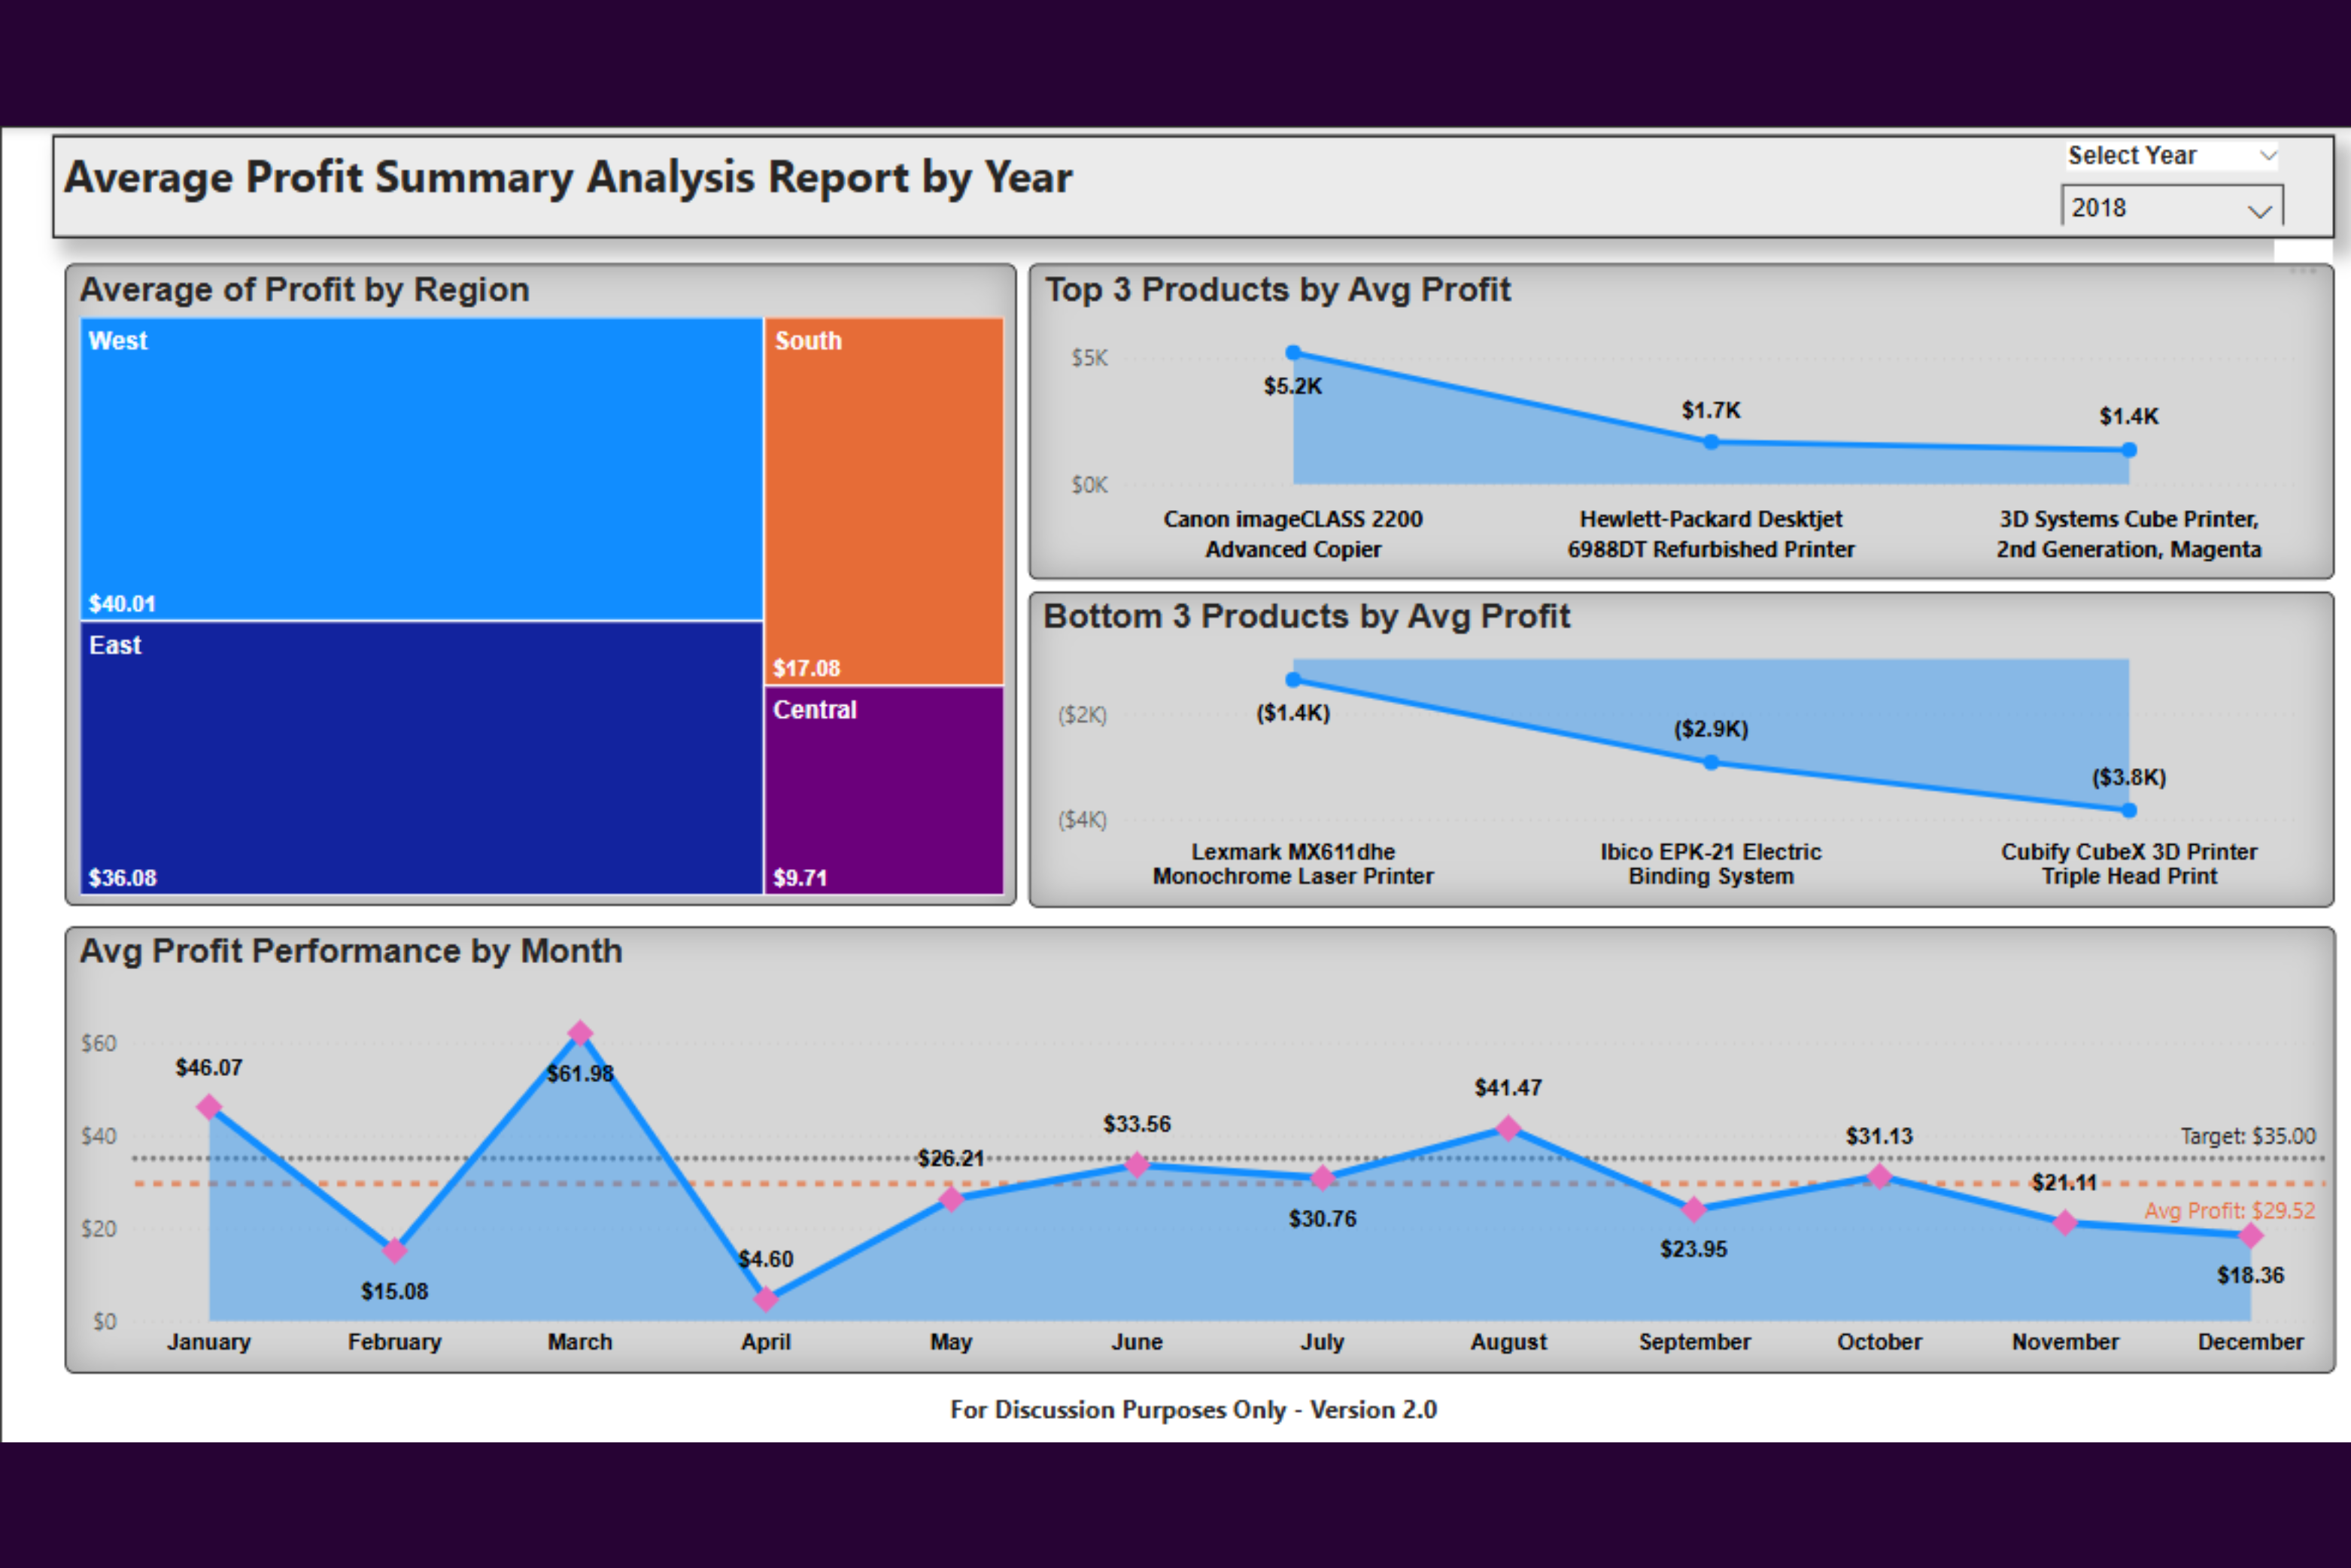 Average Profit Summary Analysis Report by Year
Select Year
2018
Average of Profit by Region
West
$40.01
East
$36.08
South
$17.08
Central
$9.71
Top 3 Products by Avg Profit
$5K
$0K
$5.2K
$1.7K
$1.4K
Canon imageCLASS 2200
Advanced Copier
Hewlett-Packard Desktjet
6988DT Refurbished Printer
3D Systems Cube Printer,
2nd Generation, Magenta
Bottom 3 Products by Avg Profit
($2K)
($4K)
($1.4K)
($2.9K)
($3.8K)
Lexmark MX611dhe
Monochrome Laser Printer
Ibico EPK-21 Electric
Binding System
Cubify CubeX 3D Printer
Triple Head Print
Avg Profit Performance by Month
$60
$40
$20
$0
$46.07
$15.08
$61.98
$4.60
$26.21
$33.56
$30.76
$41.47
$23.95
$31.13
$21.11
$18.36
Target: $35.00
Avg Profit: $29.52
January
February
March
April
May
June
July
August
September
October
November
December
For Discussion Purposes Only - Version 2.0